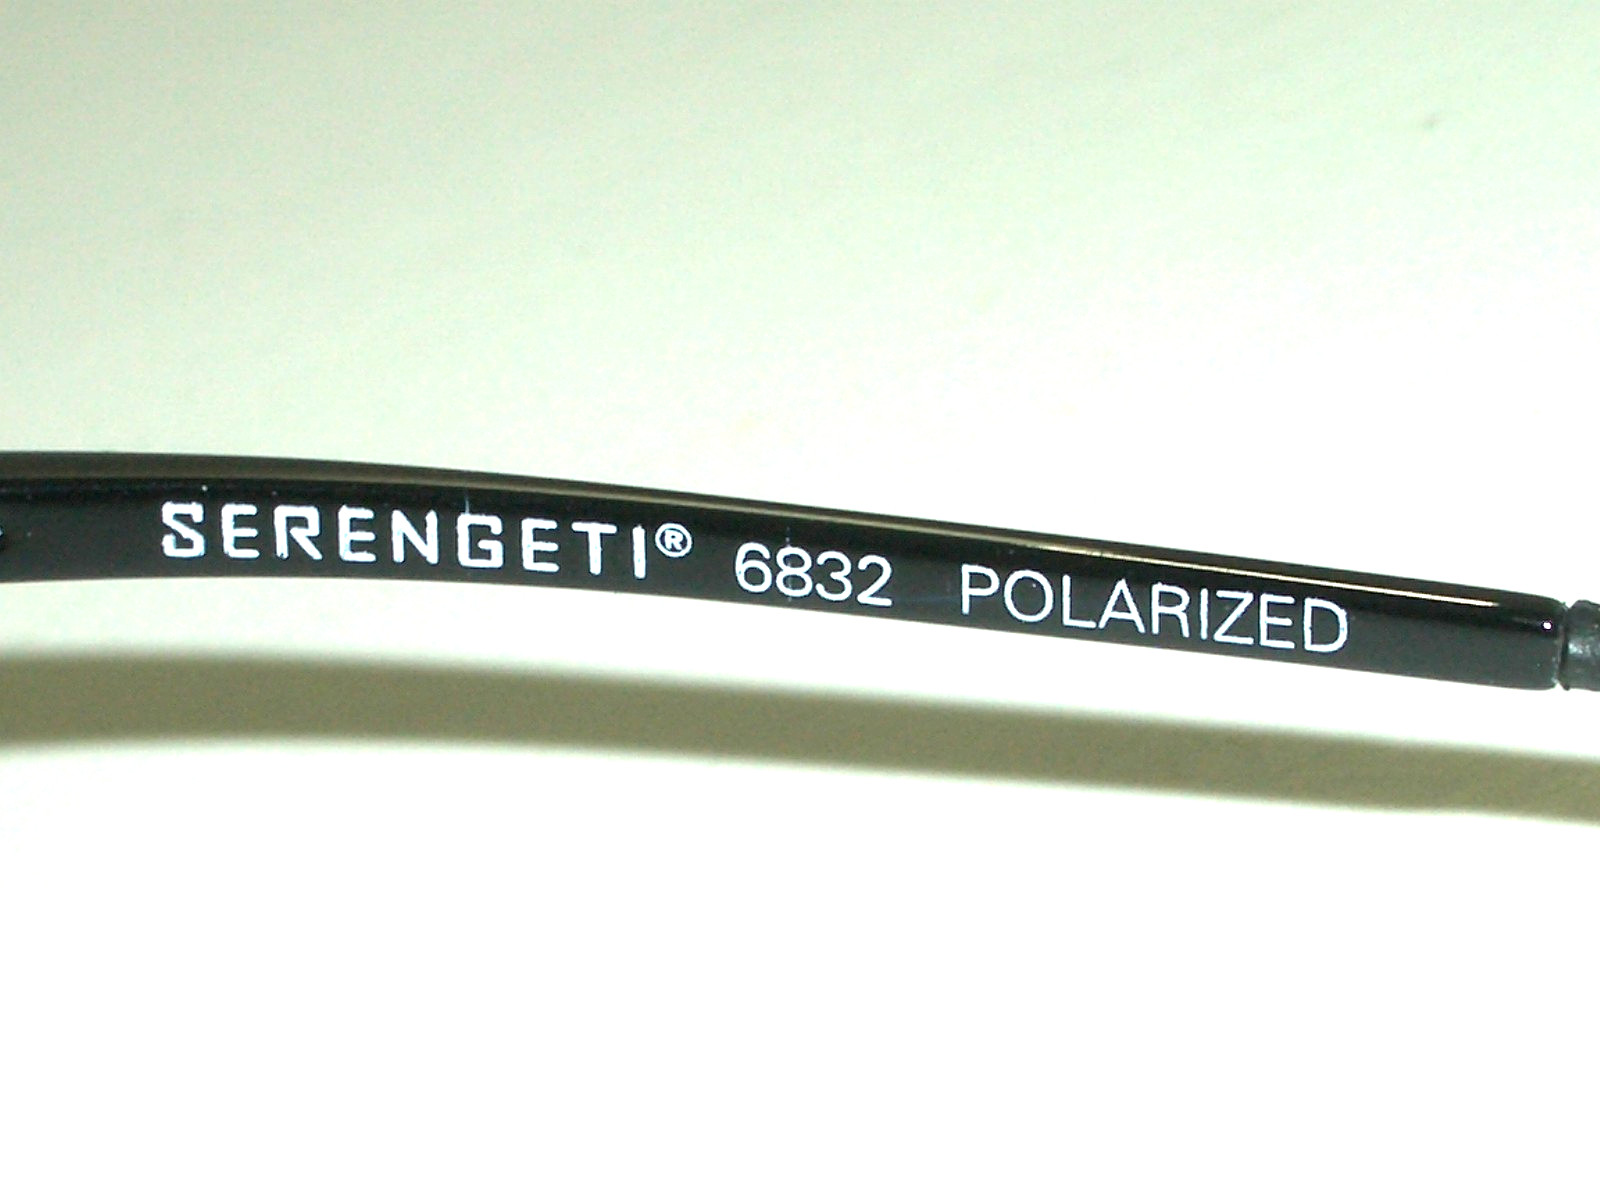 SERENGETI® 6832 POLARIZED